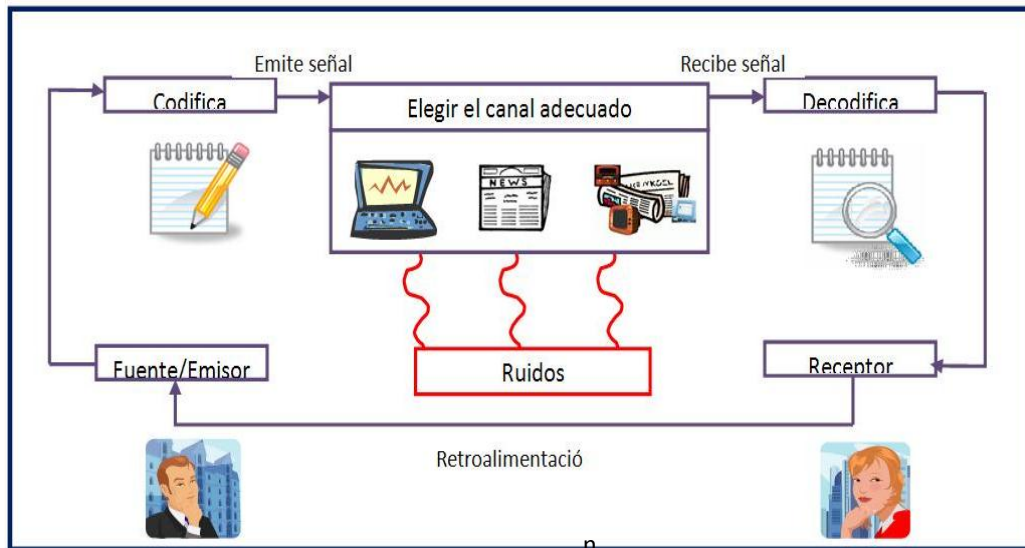 Emite señal
Recibe señal
Codifica
Elegir el canal adecuado
Decodifica
NEWS
Fuente/Emisor
Ruidos
Receptor
Retroalimentació
n